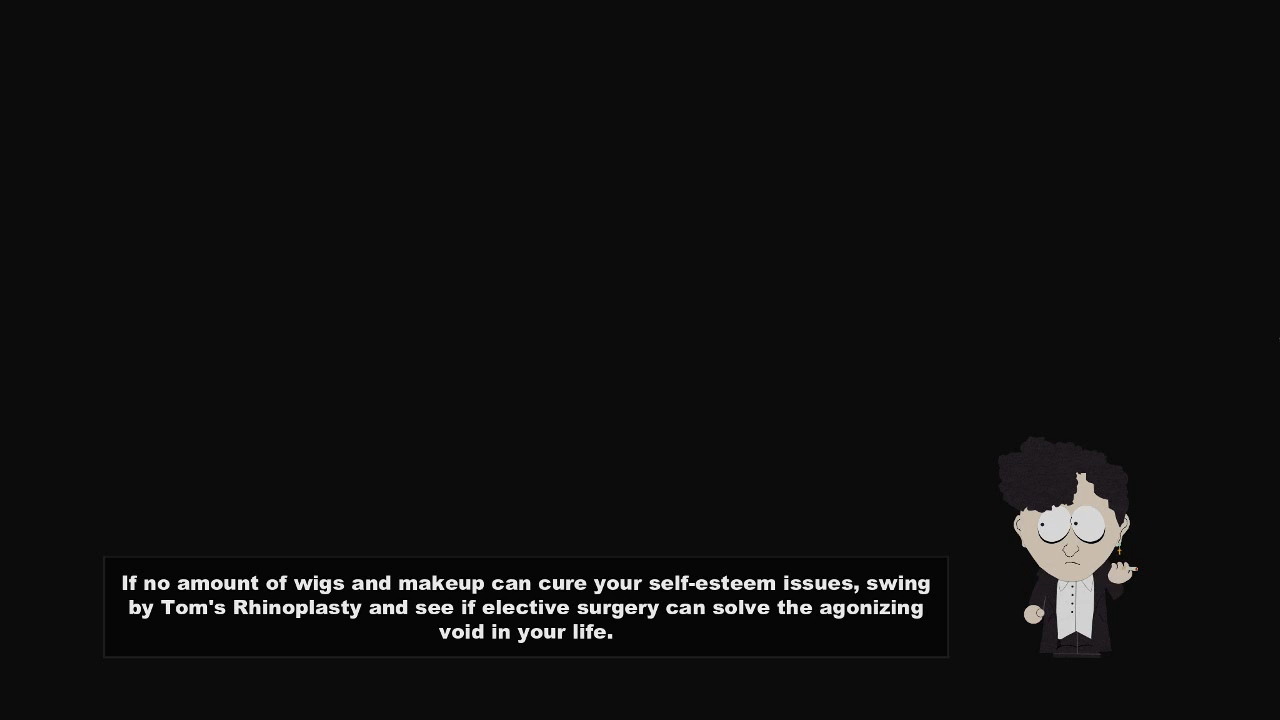 If no amount of wigs and makeup can cure your self-esteem issues, swing
by Tom's Rhinoplasty and see if elective surgery can solve the agonizing
void in your life.